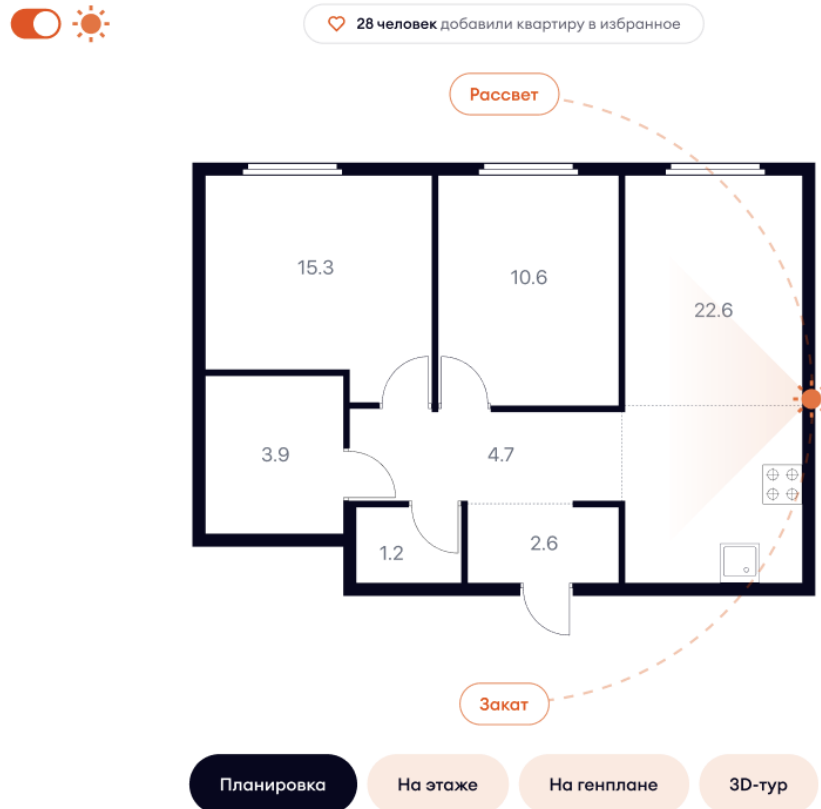 28 человек добавили квартиру в избранное
Рассвет
15.3
10.6
22.6
3.9
4.7
1.2
2.6
Закат
Планировка
На этаже
На генплане
3D-тур